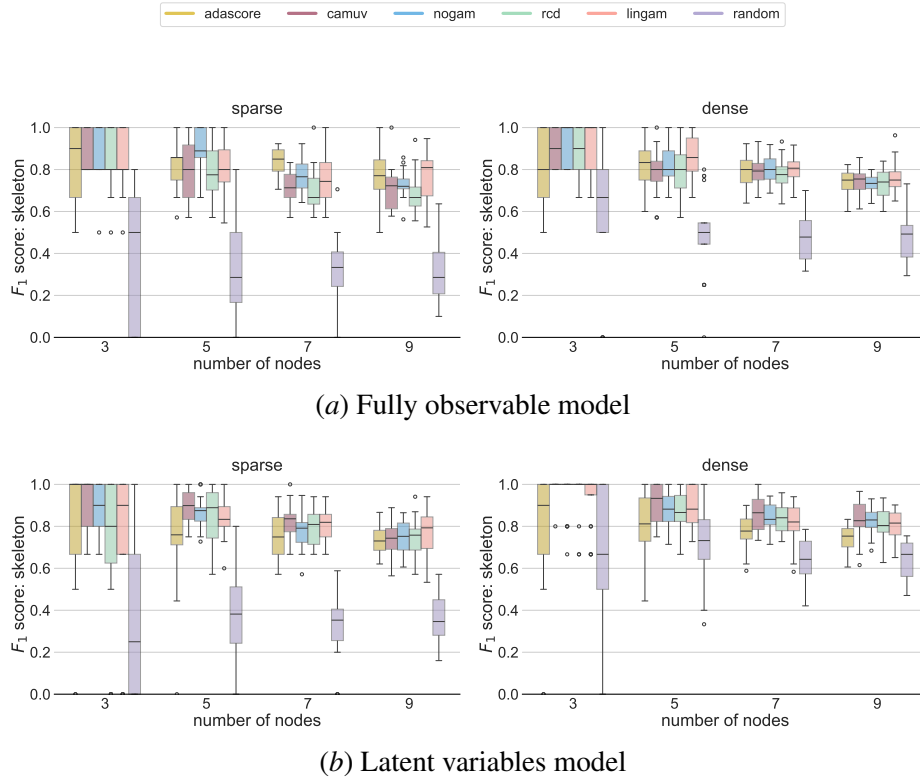 adascore camuv nogam rcd lingam random
sparse dense
F₁ score: skeleton
1.0
0.8
0.6
0.4
0.2
0.0
3 5 7 9
number of nodes
F₁ score: skeleton
1.0
0.8
0.6
0.4
0.2
0.0
3 5 7 9
number of nodes
(a) Fully observable model
sparse dense
F₁ score: skeleton
1.0
0.8
0.6
0.4
0.2
0.0
3 5 7 9
number of nodes
F₁ score: skeleton
1.0
0.8
0.6
0.4
0.2
0.0
3 5 7 9
number of nodes
(b) Latent variables model